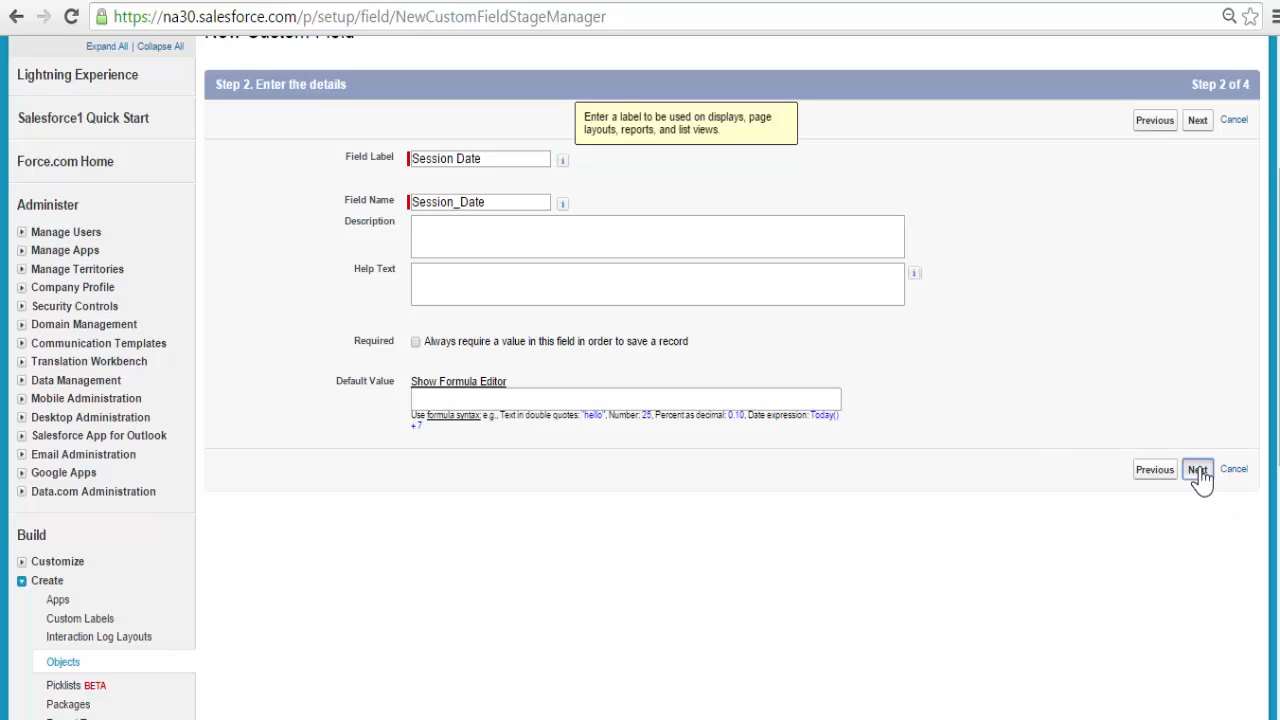 https://na30.salesforce.com/p/setup/field/NewCustomFieldStageManager
Expand All | Collapse All
Lightning Experience
Salesforce1 Quick Start
Force.com Home
Administer
Manage Users
Manage Apps
Manage Territories
Company Profile
Security Controls
Domain Management
Communication Templates
Translation Workbench
Data Management
Mobile Administration
Desktop Administration
Salesforce App for Outlook
Email Administration
Google Apps
Data.com Administration
Build
Customize
Create
Apps
Custom Labels
Interaction Log Layouts
Objects
Picklists BETA
Packages
New Custom Field
Step 2. Enter the details
Step 2 of 4
Enter a label to be used on displays, page
layouts, reports, and list views.
Previous Next Cancel
Field Label Session Date
Field Name Session_Date
Description
Help Text
Required Always require a value in this field in order to save a record
Default Value Show Formula Editor
Use formula syntax: e.g., Text in double quotes: "hello", Number: 25, Percent as decimal: 0.10, Date expression: Today()
+ 7
Previous Next Cancel